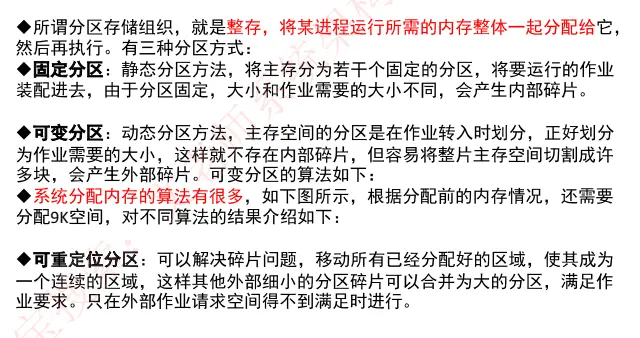 ◆所谓分区存储组织，就是整存，将某进程运行所需的内存整体一起分配给它，
然后再执行。有三种分区方式：
◆固定分区：静态分区方法，将主存分为若干个固定的分区，将要运行的作业
装配进去，由于分区固定，大小和作业需要的大小不同，会产生内部碎片。
◆可变分区：动态分区方法，主存空间的分区是在作业转入时划分，正好划分
为作业需要的大小，这样就不存在内部碎片，但容易将整片主存空间切割成许
多块，会产生外部碎片。可变分区的算法如下：
◆系统分配内存的算法有很多，如下图所示，根据分配前的内存情况，还需要
分配9K空间，对不同算法的结果介绍如下：
◆可重定位分区：可以解决碎片问题，移动所有已经分配好的区域，使其成为
一个连续的区域，这样其他外部细小的分区碎片可以合并为大的分区，满足作
业要求。只在外部作业请求空间得不到满足时进行。